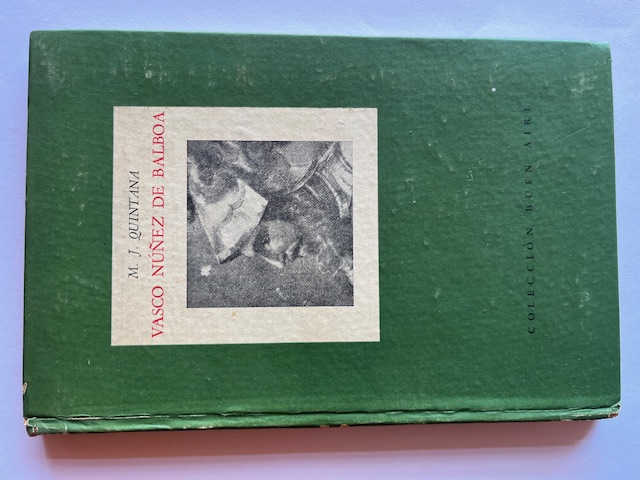 M. J. QUINTANA
VASCO NÚÑEZ DE BALBOA
COLECCIÓN BUEN AIRE